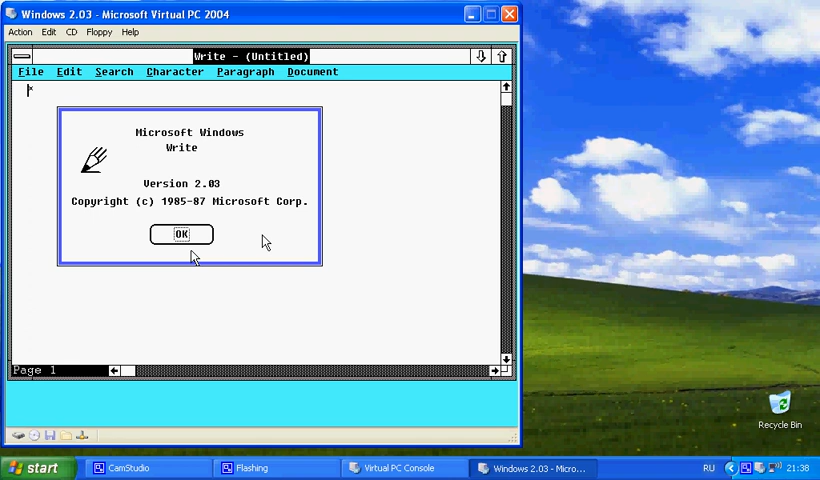 Windows 2.03 - Microsoft Virtual PC 2004
Action Edit CD Floppy Help
Write - (Untitled)
File Edit Search Character Paragraph Document
Microsoft Windows
Write
Version 2.03
Copyright (c) 1985-87 Microsoft Corp.
OK
Page 1
Recycle Bin
start CamStudio Flashing Virtual PC Console Windows 2.03 - Micro... RU 21:38